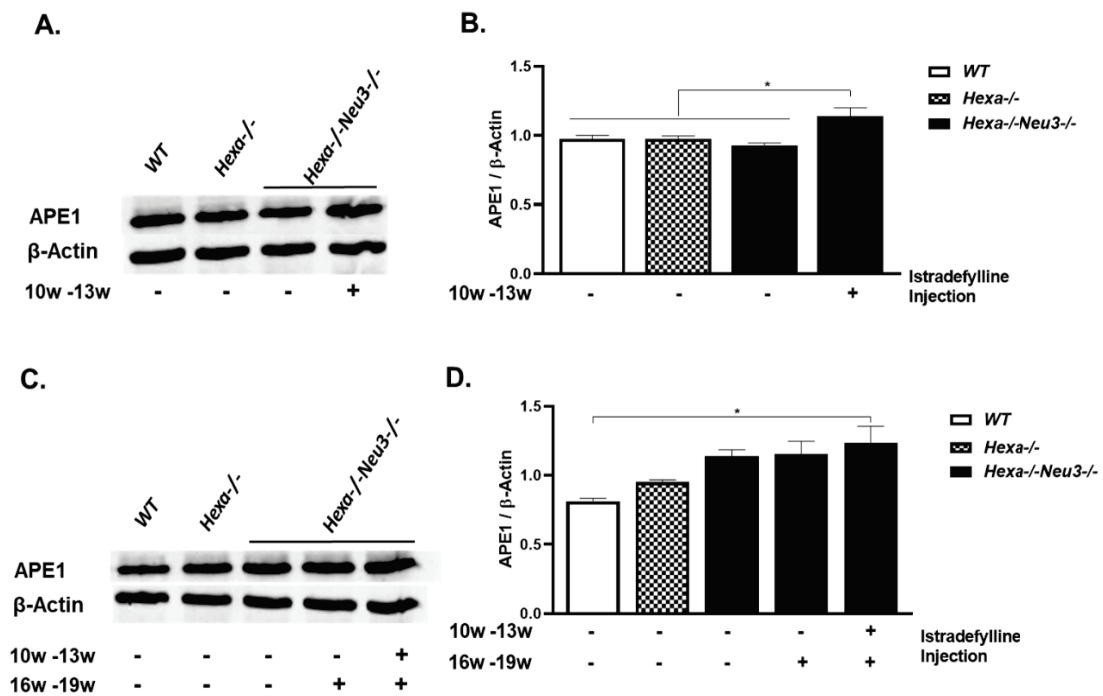 A.
WT
Hexa-/-
Hexa-/-Neu3-/-
APE1
β-Actin
10w -13w - - - +
B.
1.5
1.0
0.5
0.0
APE1 / β-Actin
*
WT
Hexa-/-
Hexa-/-Neu3-/-
10w -13w - - - +
Istradefylline
Injection
C.
WT
Hexa-/-
Hexa-/-Neu3-/-
APE1
β-Actin
10w -13w - - - - +
16w -19w - - - + +
D.
1.5
1.0
0.5
0.0
APE1 / β-Actin
*
WT
Hexa-/-
Hexa-/-Neu3-/-
10w -13w - - - - +
16w -19w - - - + +
Istradefylline
Injection